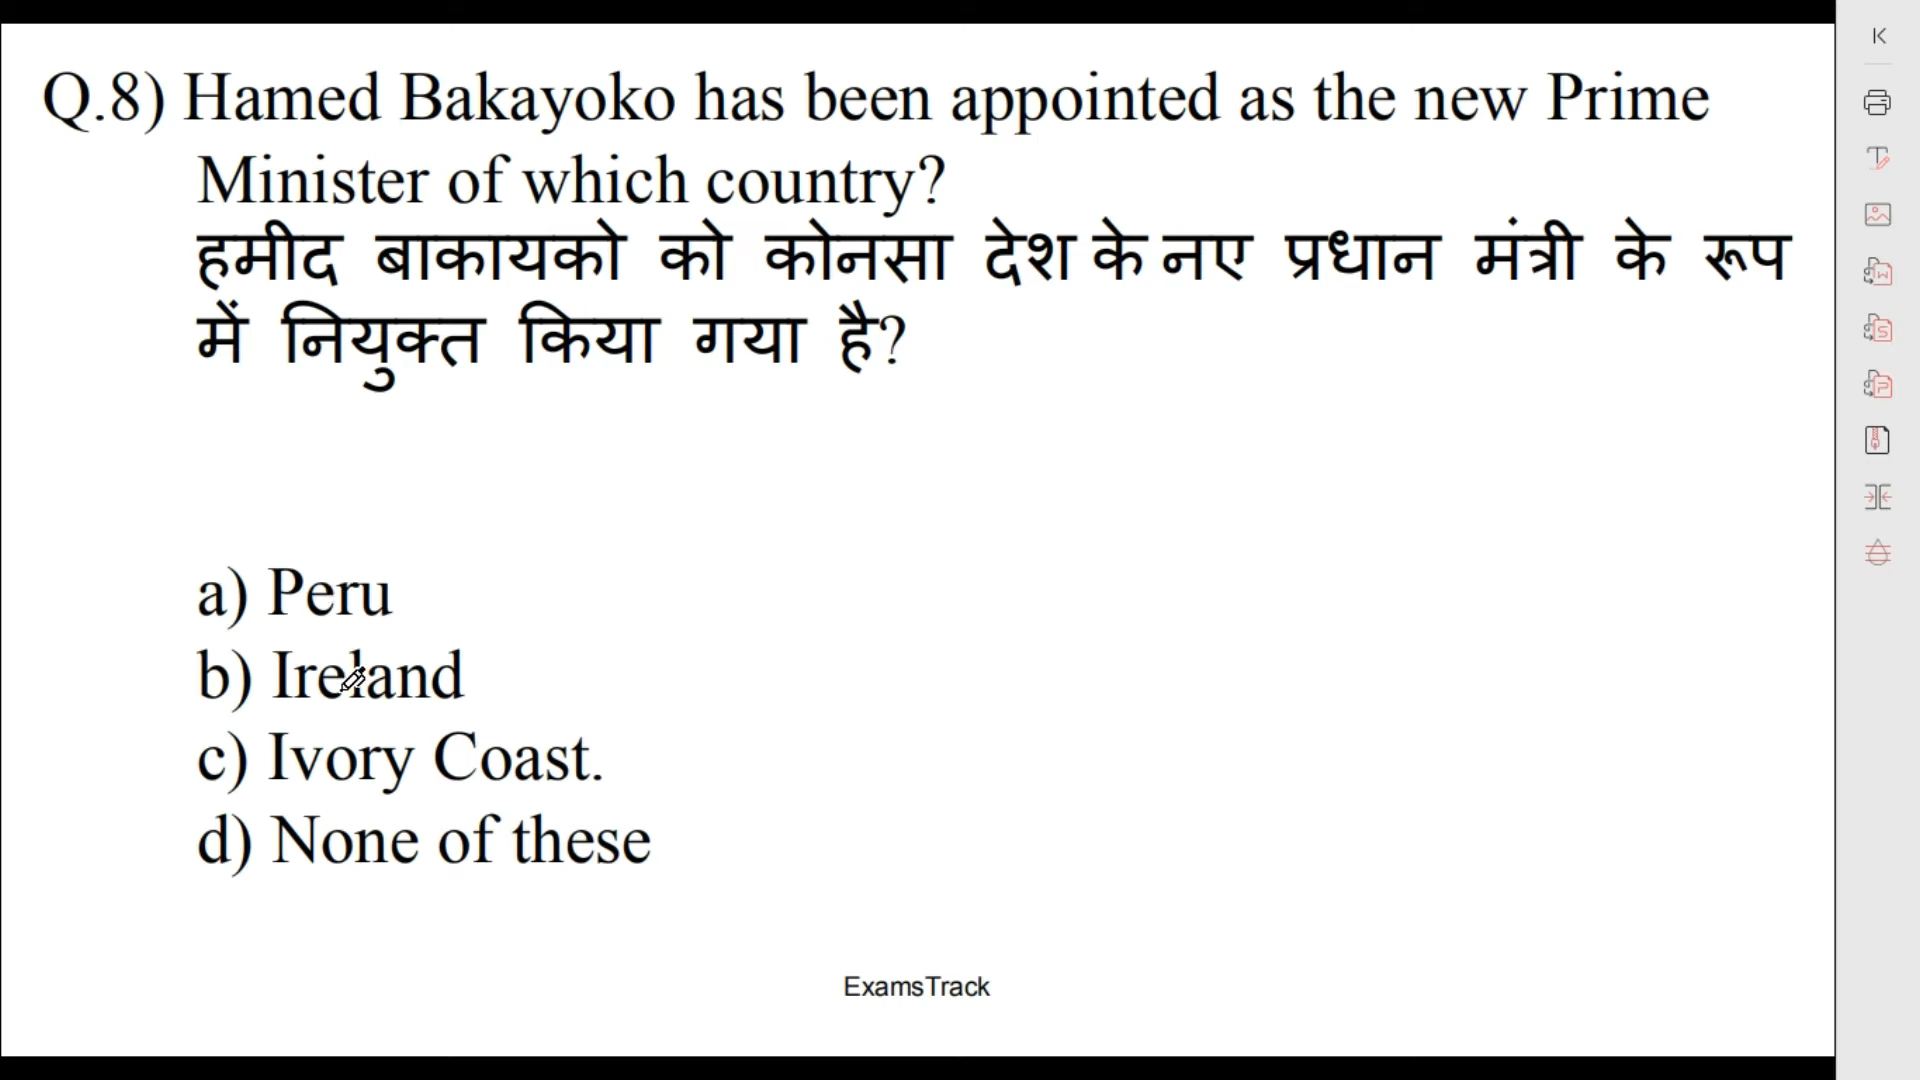 Q.8) Hamed Bakayoko has been appointed as the new Prime
Minister of which country?
हमीद बाकायको को कोनसा देश के नए प्रधान मंत्री के रूप
में नियुक्त किया गया है?
a) Peru
b) Ireland
c) Ivory Coast.
d) None of these
ExamsTrack